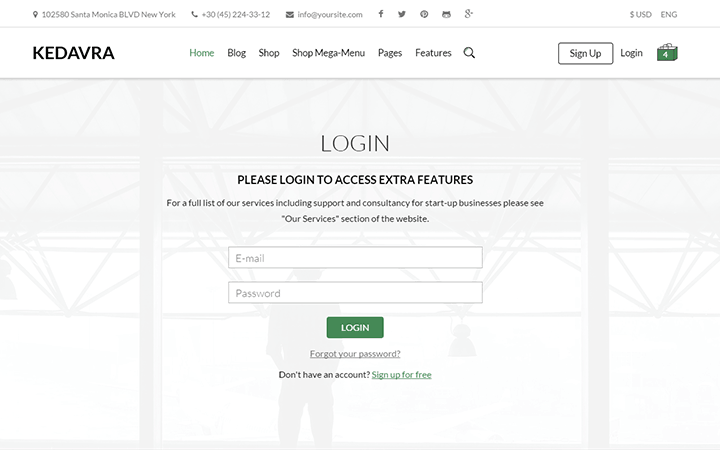 102580 Santa Monica BLVD New York +30 (45) 224-33-12 info@yoursite.com $ USD ENG
KEDAVRA Home Blog Shop Shop Mega-Menu Pages Features Sign Up Login 4
LOGIN
PLEASE LOGIN TO ACCESS EXTRA FEATURES
For a full list of our services including support and consultancy for start-up businesses please see
"Our Services" section of the website.
E-mail
Password
LOGIN
Forgot your password?
Don't have an account? Sign up for free